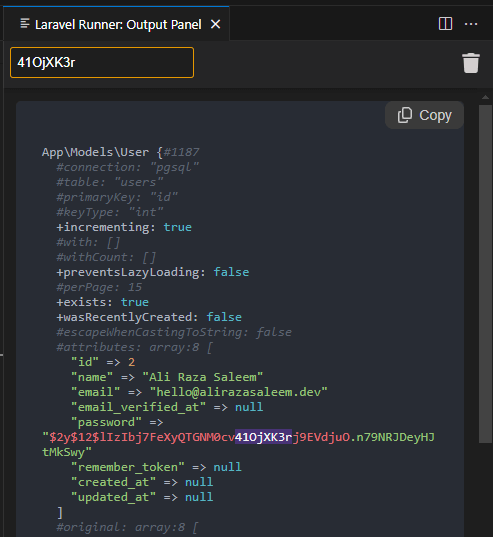 Laravel Runner: Output Panel
41OjXK3r
Copy
App\Models\User {#1187
#connection: "pgsql"
#table: "users"
#primaryKey: "id"
#keyType: "int"
+incrementing: true
#with: []
#withCount: []
+preventsLazyLoading: false
#perPage: 15
+exists: true
+wasRecentlyCreated: false
#escapeWhenCastingToString: false
#attributes: array:8 [
"id" => 2
"name" => "Ali Raza Saleem"
"email" => "hello@alirazasaleem.dev"
"email_verified_at" => null
"password" =>
"$2y$12$lIzIbj7FeXyQTGNM0cv41OjXK3rj9EVdjuO.n79NRJDeyHJ
tMkSwy"
"remember_token" => null
"created_at" => null
"updated_at" => null
]
#original: array:8 [